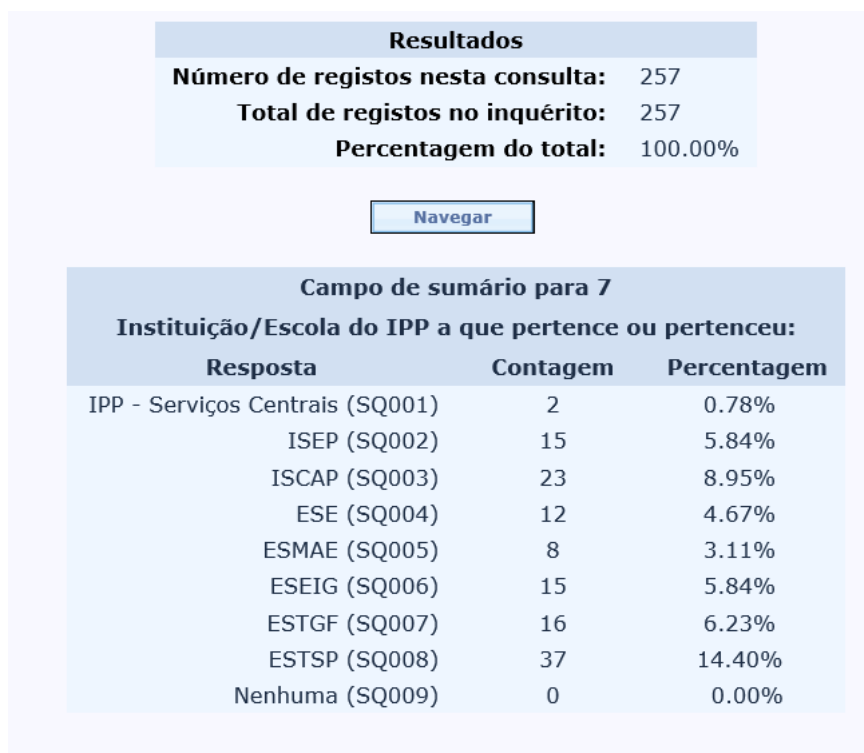 Resultados
Número de registos nesta consulta: 257
Total de registos no inquérito: 257
Percentagem do total: 100.00%
Navegar
Campo de sumário para 7
Instituição/Escola do IPP a que pertence ou pertenceu:
Resposta Contagem Percentagem
IPP - Serviços Centrais (SQ001) 2 0.78%
ISEP (SQ002) 15 5.84%
ISCAP (SQ003) 23 8.95%
ESE (SQ004) 12 4.67%
ESMAE (SQ005) 8 3.11%
ESEIG (SQ006) 15 5.84%
ESTGF (SQ007) 16 6.23%
ESTSP (SQ008) 37 14.40%
Nenhuma (SQ009) 0 0.00%